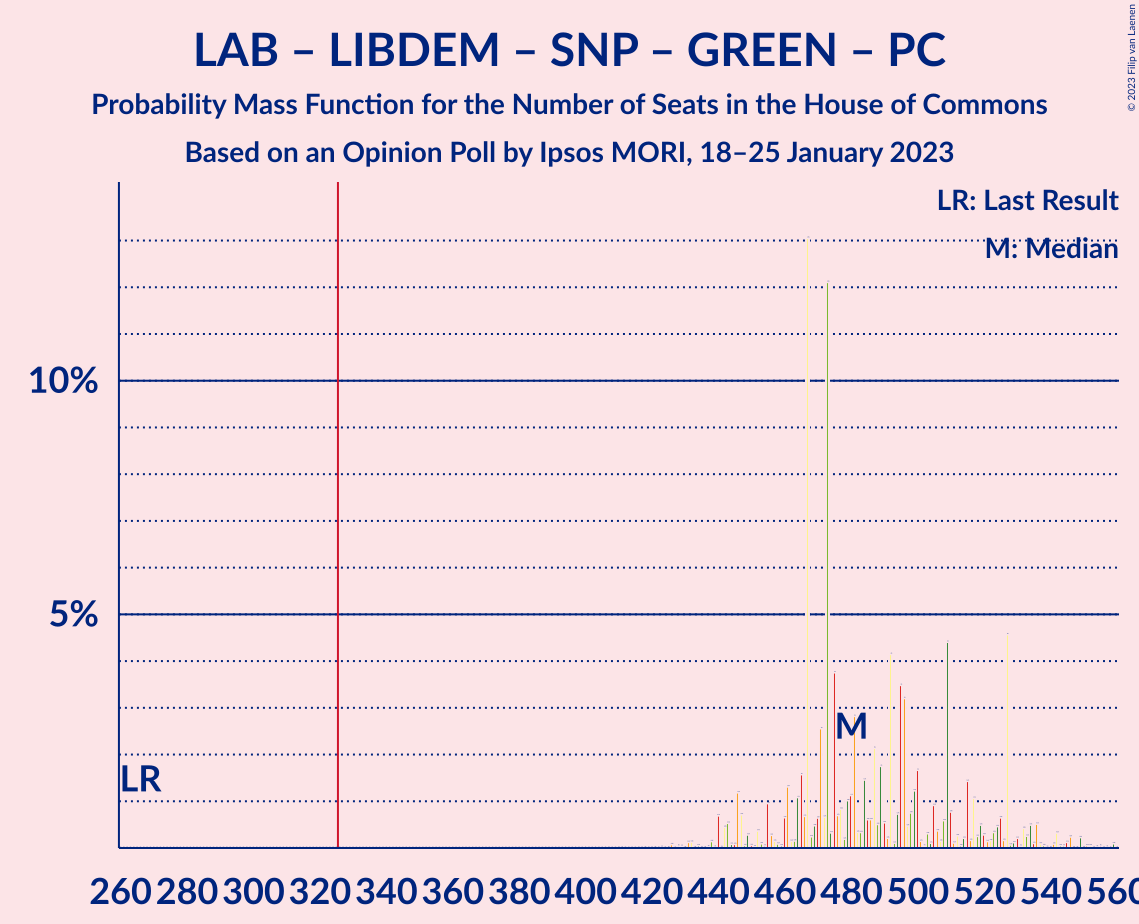 LAB – LIBDEM – SNP – GREEN – PC
Probability Mass Function for the Number of Seats in the House of Commons
Based on an Opinion Poll by Ipsos MORI, 18–25 January 2023
© 2023 Filip van Laenen
LR: Last Result
M: Median
10%
5%
M
LR
260 280 300 320 340 360 380 400 420 440 460 480 500 520 540 560